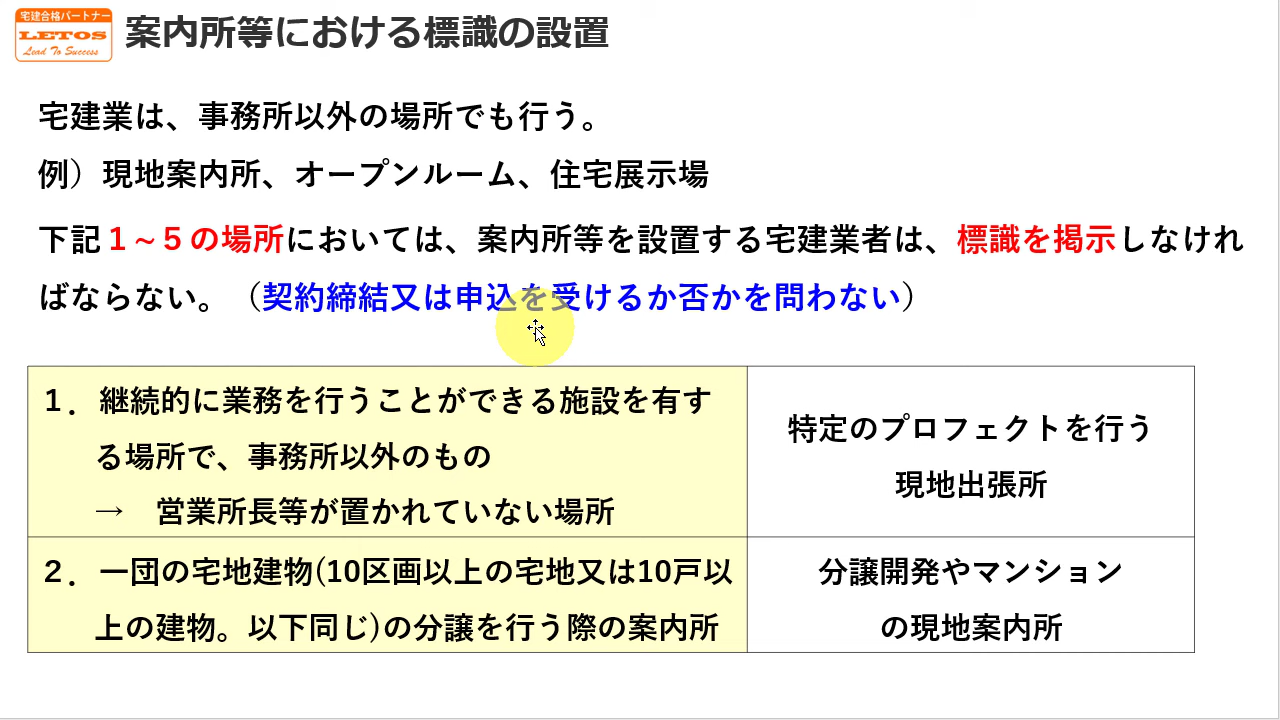 宅建合格パートナー
LETOS
Lead To Success
案内所等における標識の設置
宅建業は、事務所以外の場所でも行う。
例）現地案内所、オープンルーム、住宅展示場
下記１～５の場所においては、案内所等を設置する宅建業者は、標識を掲示しなけれ
ばならない。（契約締結又は申込を受けるか否かを問わない）
１．継続的に業務を行うことができる施設を有す
る場所で、事務所以外のもの
→　営業所長等が置かれていない場所
特定のプロフェクトを行う
現地出張所
２．一団の宅地建物(10区画以上の宅地又は10戸以
上の建物。以下同じ)の分譲を行う際の案内所
分譲開発やマンション
の現地案内所